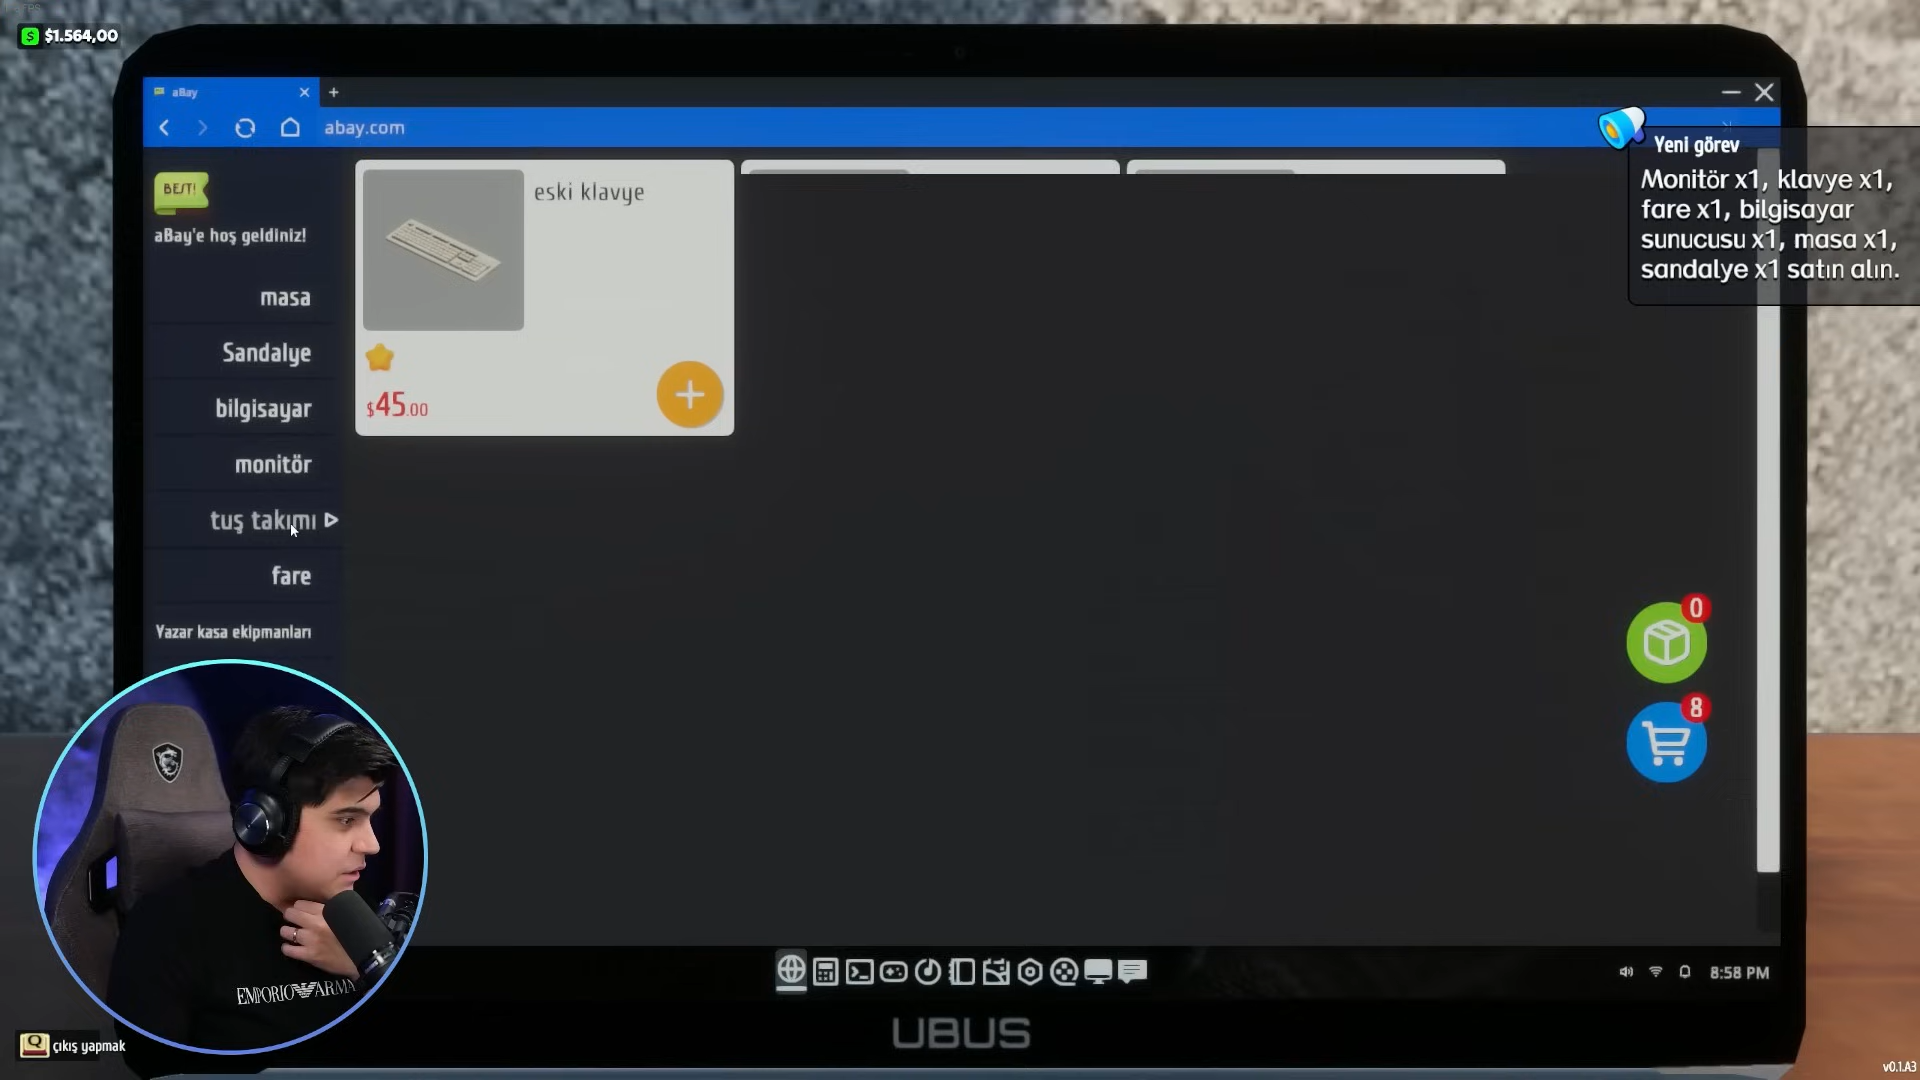 $ $1.564,00
aBay
abay.com
BEST!
aBay'e hoş geldiniz!
masa
Sandalye
bilgisayar
monitör
tuş takımı
fare
Yazar kasa ekipmanları
eski klavye
$45.00
Yeni görev
Monitör x1, klavye x1,
fare x1, bilgisayar
sunucusu x1, masa x1,
sandalye x1 satın alın.
0
8
8:58 PM
UBUS
EMPORIO ARMA
Q çıkış yapmak
v0.1.A3